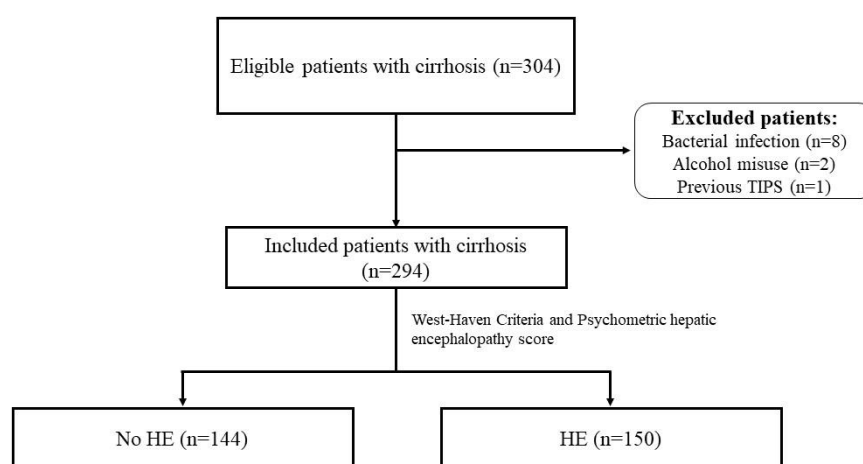 Eligible patients with cirrhosis (n=304)
Excluded patients:
Bacterial infection (n=8)
Alcohol misuse (n=2)
Previous TIPS (n=1)
Included patients with cirrhosis
(n=294)
West-Haven Criteria and Psychometric hepatic
encephalopathy score
No HE (n=144)
HE (n=150)